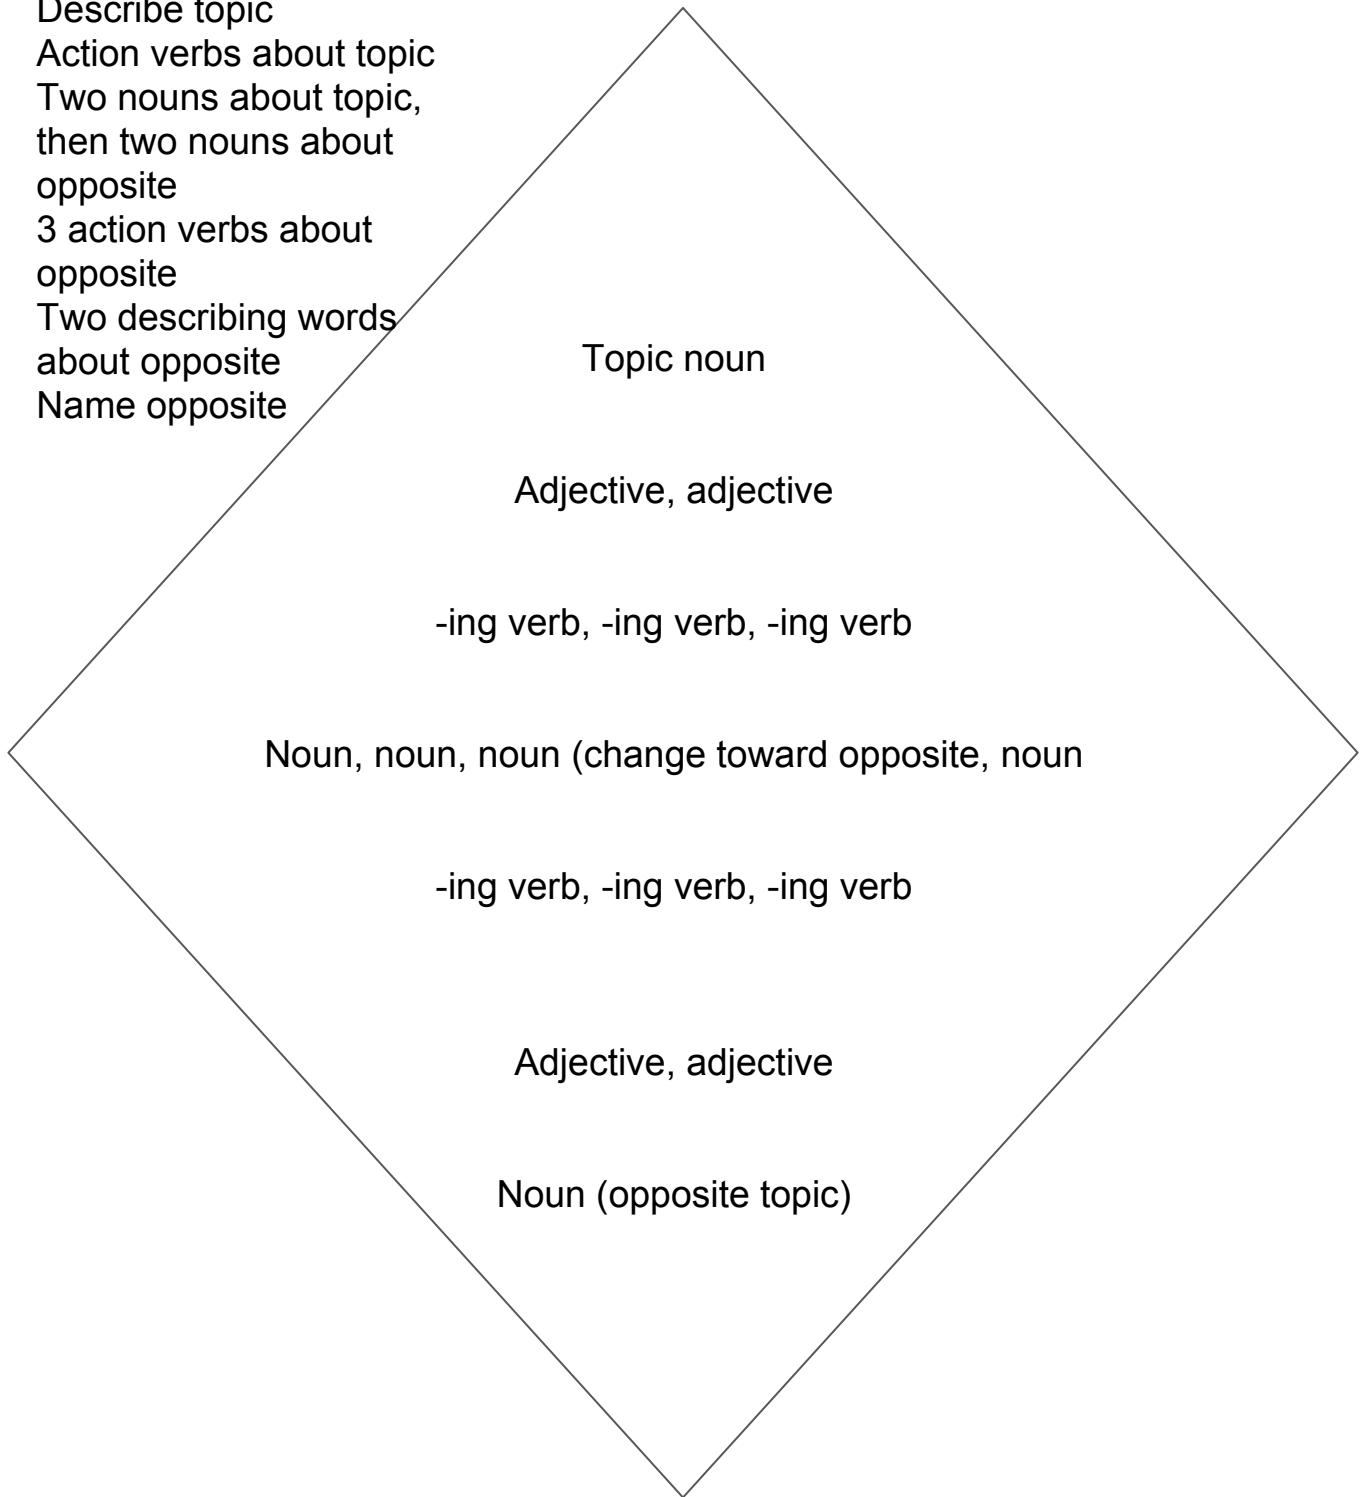 Describe topic
Action verbs about topic
Two nouns about topic,
then two nouns about
opposite
3 action verbs about
opposite
Two describing words
about opposite
Name opposite
Topic noun
Adjective, adjective
-ing verb, -ing verb, -ing verb
Noun, noun, noun (change toward opposite, noun
-ing verb, -ing verb, -ing verb
Adjective, adjective
Noun (opposite topic)